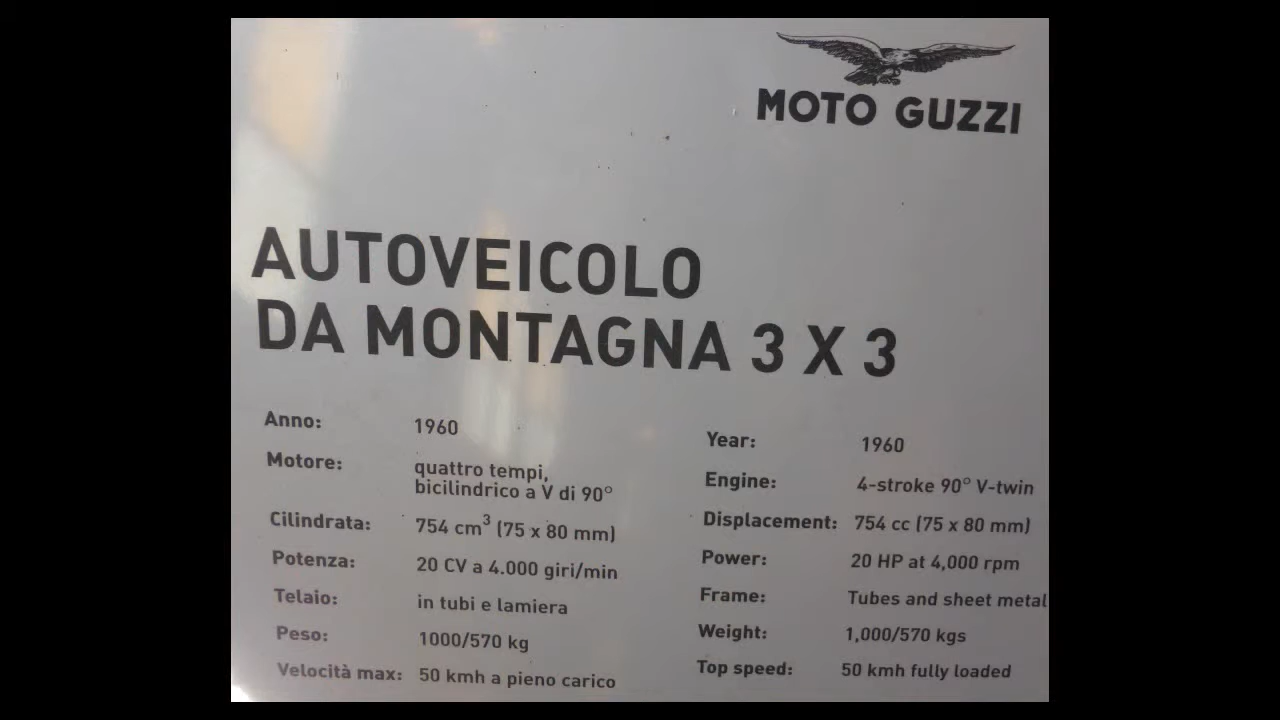 MOTO GUZZI
AUTOVEICOLO
DA MONTAGNA 3 X 3
Anno: 1960
Motore: quattro tempi,
bicilindrico a V di 90°
Cilindrata: 754 cm³ (75 x 80 mm)
Potenza: 20 CV a 4.000 giri/min
Telaio: in tubi e lamiera
Peso: 1000/570 kg
Velocità max: 50 kmh a pieno carico
Year: 1960
Engine: 4-stroke 90° V-twin
Displacement: 754 cc (75 x 80 mm)
Power: 20 HP at 4,000 rpm
Frame: Tubes and sheet metal
Weight: 1,000/570 kgs
Top speed: 50 kmh fully loaded